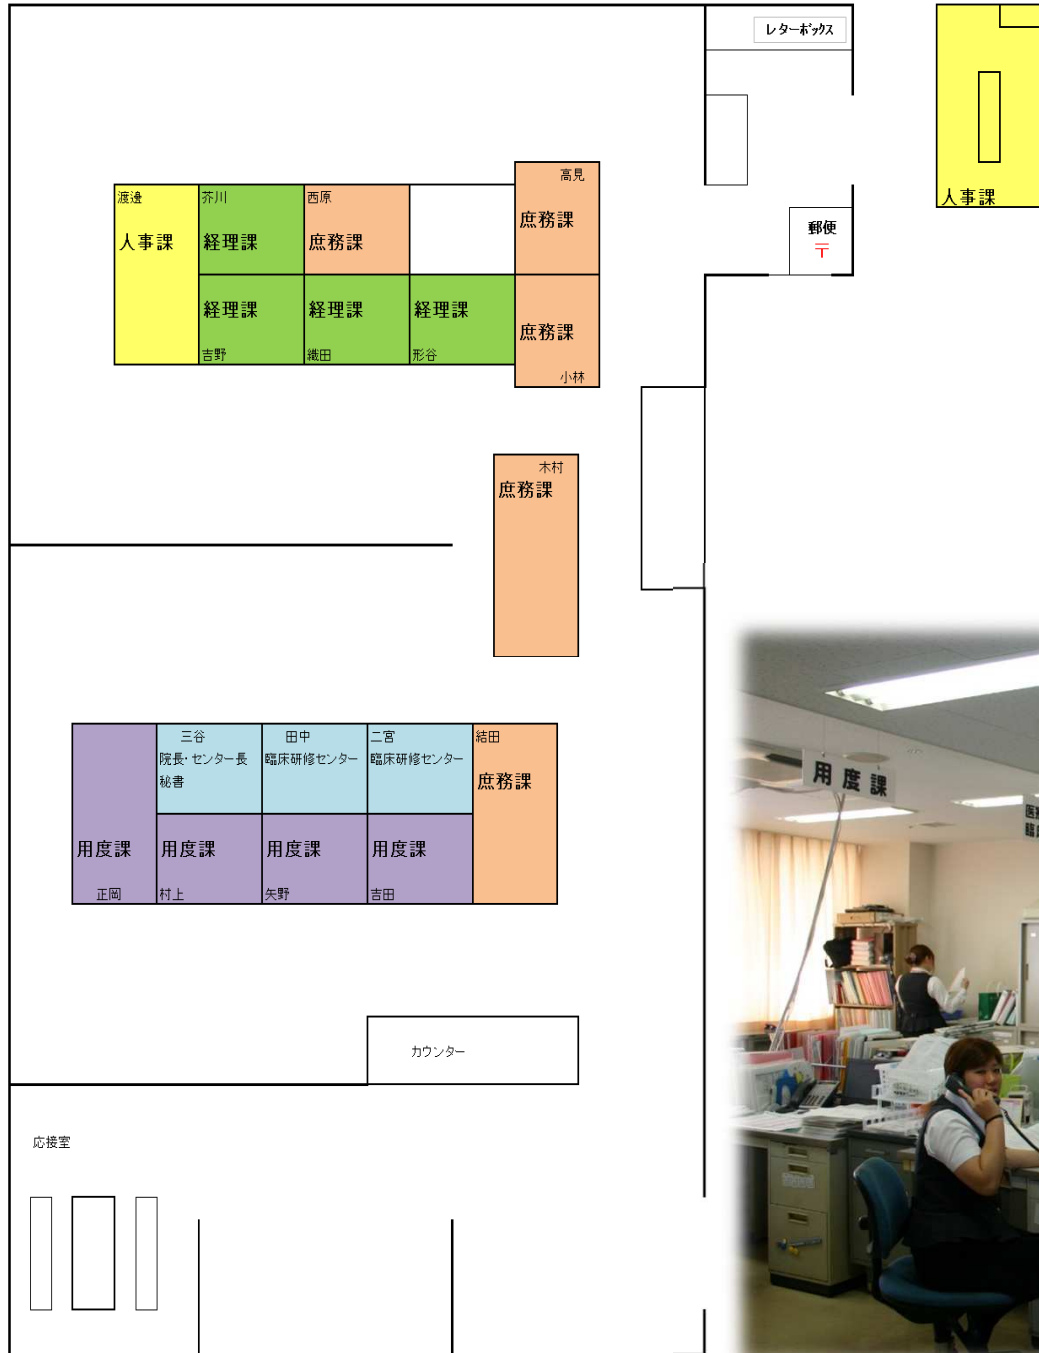 レターボックス
郵便
〒
人事課
渡邉
人事課
芥川
経理課
西原
庶務課
高見
庶務課
経理課
吉野
経理課
織田
経理課
形谷
庶務課
小林
木村
庶務課
用度課
正岡
三谷
院長・センター長
秘書
田中
臨床研修センター
二宮
臨床研修センター
結田
庶務課
用度課
村上
用度課
矢野
用度課
吉田
カウンター
応接室
用度課
医
臨